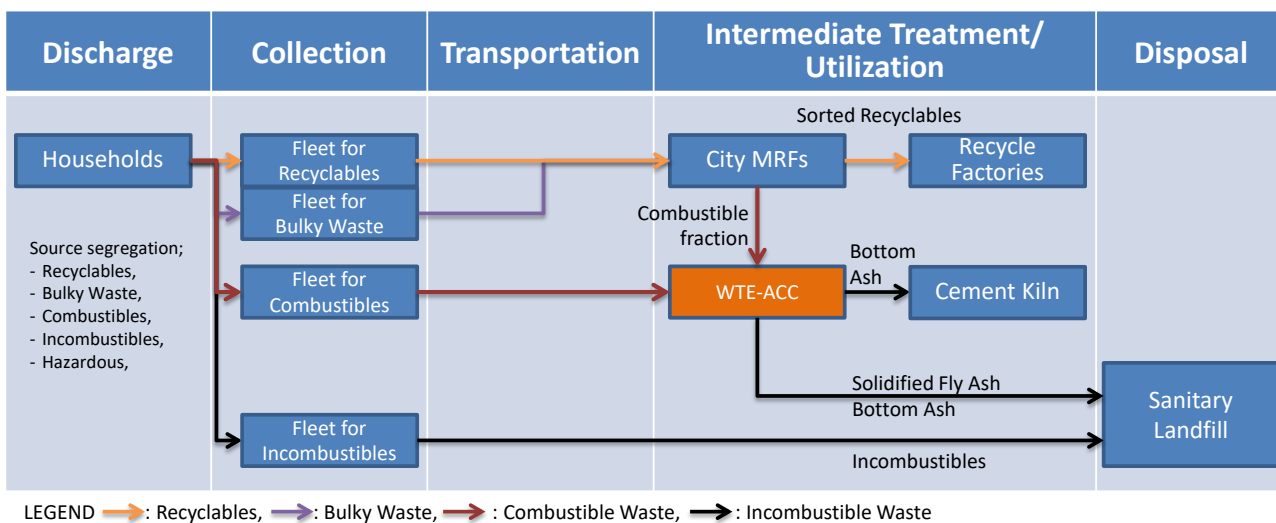 Discharge
Collection
Transportation
Intermediate Treatment/
Utilization
Disposal
Households
Source segregation;
- Recyclables,
- Bulky Waste,
- Combustibles,
- Incombustibles,
- Hazardous,
Fleet for
Recyclables
Fleet for
Bulky Waste
Fleet for
Combustibles
Fleet for
Incombustibles
Sorted Recyclables
City MRFs
Recycle
Factories
Combustible
fraction
Bottom
Ash
WTE-ACC
Cement Kiln
Solidified Fly Ash
Bottom Ash
Incombustibles
Sanitary
Landfill
LEGEND : Recyclables, : Bulky Waste, : Combustible Waste, : Incombustible Waste